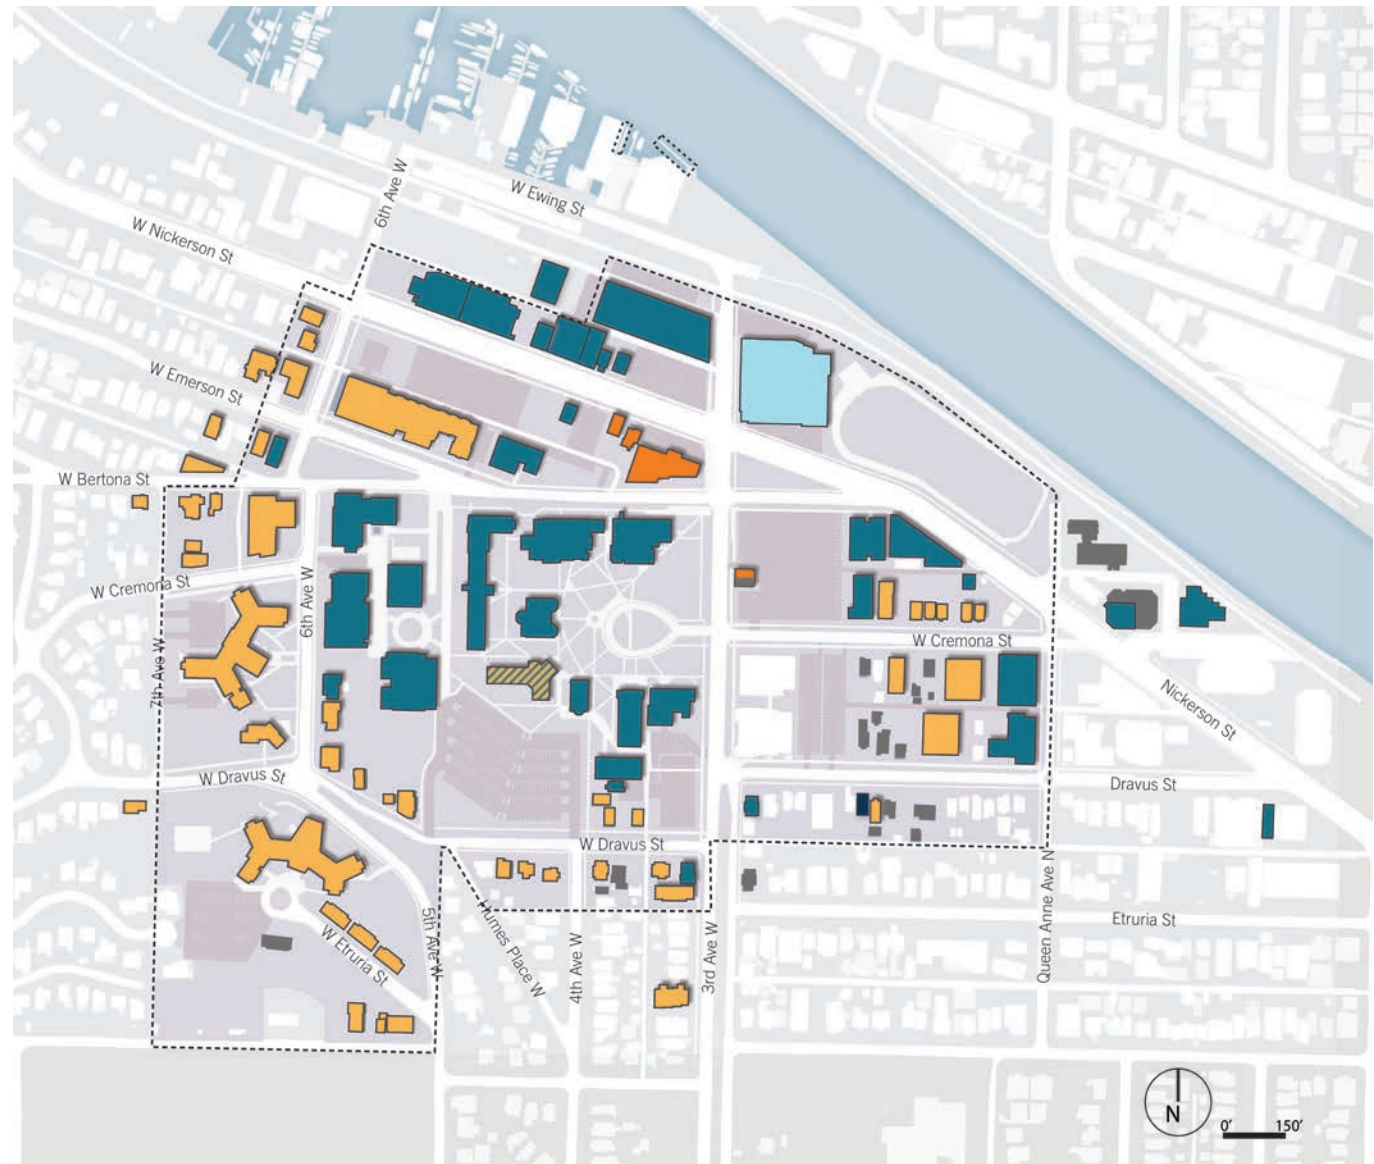 6th Ave W
W Ewing St
W Nickerson St
W Emerson St
W Bertona St
W Cremona St
6th Ave W
7th Ave W
W Cremona St
Nickerson St
W Dravus St
Dravus St
W Dravus St
5th Ave W
W Etruria St
Humes Place W
4th Ave W
3rd Ave W
Queen Anne Ave N
Etruria St
N
0' 150'